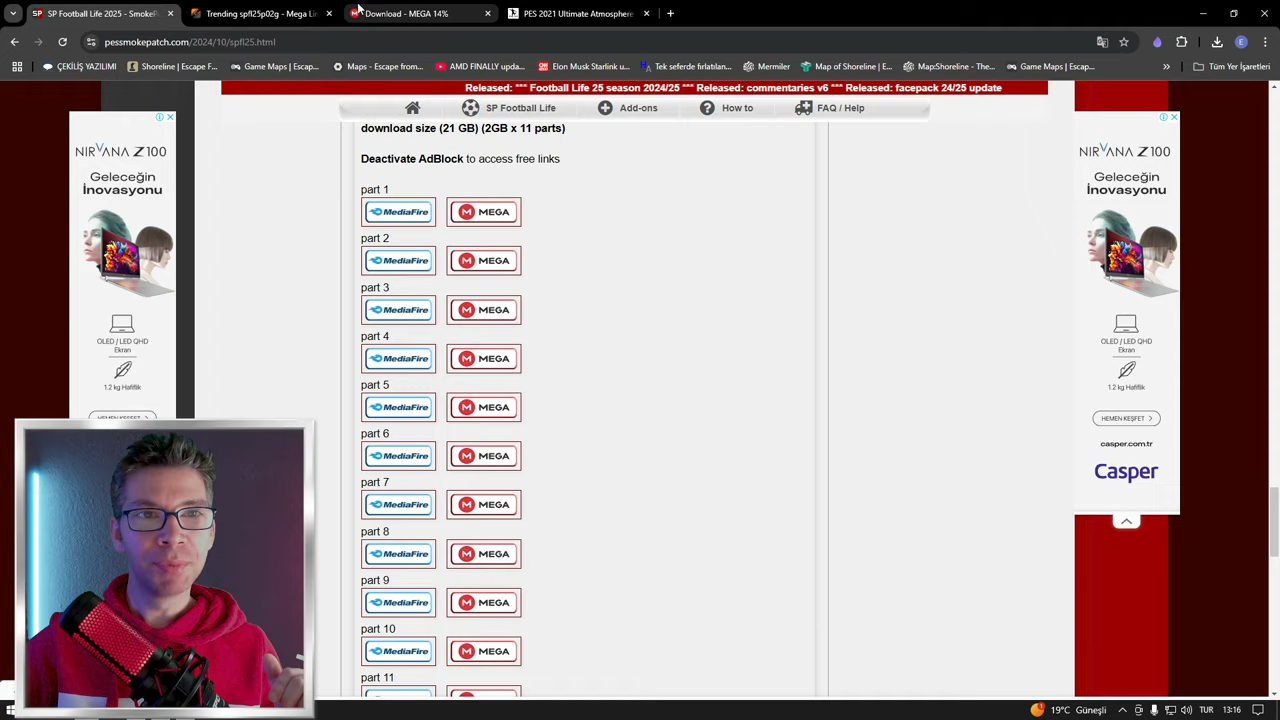 SP Football Life 2025 - SmokeP
Trending spfl25p02g - Mega Lin
Download - MEGA 14%
PES 2021 Ultimate Atmosphere
pessmokepatch.com/2024/10/spfl25.html
ÇEKİLİŞ YAZILIMI
Shoreline | Escape F...
Game Maps | Escap...
Maps - Escape from...
AMD FINALLY upda...
Elon Musk Starlink u...
Tek seferde fırlatılan...
Mermiler
Map of Shoreline | E...
MapShoreline - The...
Game Maps | Escap...
Tüm Yer İşaretleri
Released: *** Football Life 25 season 2024/25 *** Released: commentaries v6 *** Released: facepack 24/25 update
SP Football Life
Add-ons
How to
FAQ / Help
download size (21 GB) (2GB x 11 parts)
Deactivate AdBlock to access free links
part 1
MediaFire MEGA
part 2
MediaFire MEGA
part 3
MediaFire MEGA
part 4
MediaFire MEGA
part 5
MediaFire MEGA
part 6
MediaFire MEGA
part 7
MediaFire MEGA
part 8
MediaFire MEGA
part 9
MediaFire MEGA
part 10
MediaFire MEGA
part 11
NIRVANA Z100
Geleceğin
İnovasyonu
OLED / LED QHD
Ekran
1.2 kg Hafiflik
HEMEN KEŞFET
NIRVANA Z100
Geleceğin
İnovasyonu
OLED / LED QHD
Ekran
1.2 kg Hafiflik
HEMEN KEŞFET
casper.com.tr
Casper
19°C Güneşli
TUR
13:16